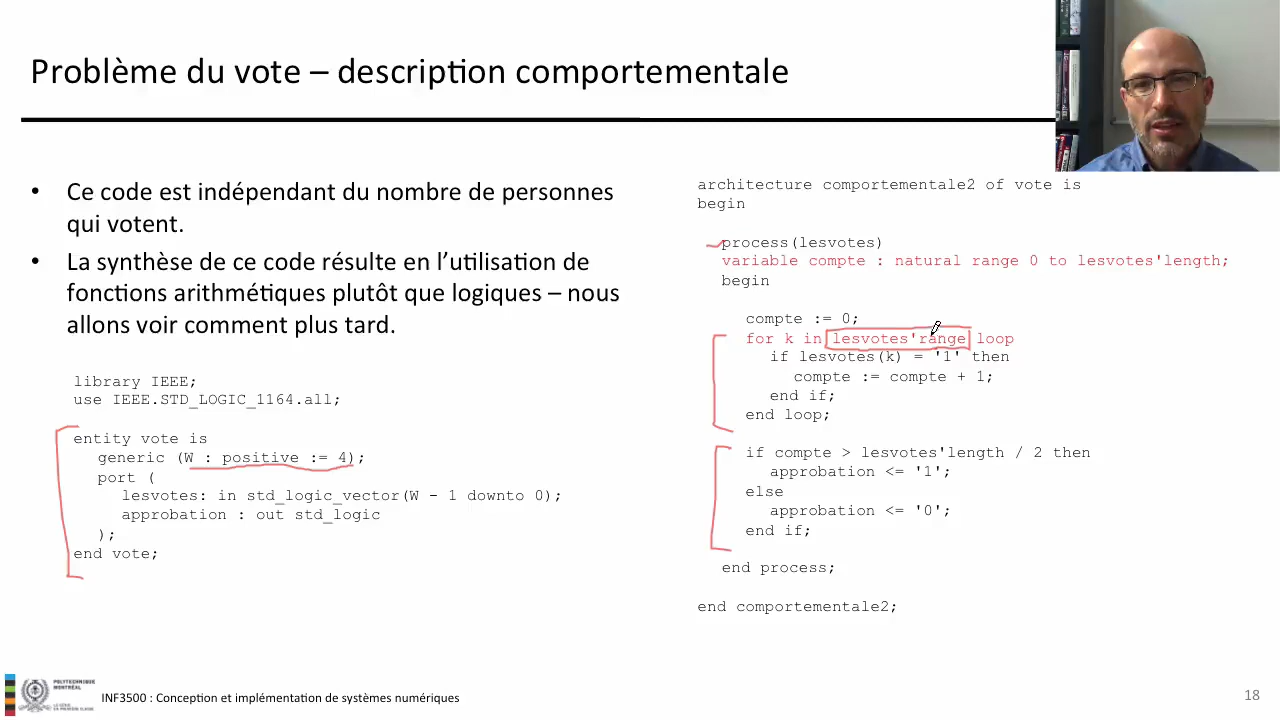 Problème du vote – description comportementale
• Ce code est indépendant du nombre de personnes
qui votent.
• La synthèse de ce code résulte en l’utilisation de
fonctions arithmétiques plutôt que logiques – nous
allons voir comment plus tard.
library IEEE;
use IEEE.STD_LOGIC_1164.all;
entity vote is
generic (W : positive := 4);
port (
lesvotes: in std_logic_vector(W - 1 downto 0);
approbation : out std_logic
);
end vote;
architecture comportementale2 of vote is
begin
process(lesvotes)
variable compte : natural range 0 to lesvotes'length;
begin
compte := 0;
for k in lesvotes'range loop
if lesvotes(k) = '1' then
compte := compte + 1;
end if;
end loop;
if compte > lesvotes'length / 2 then
approbation <= '1';
else
approbation <= '0';
end if;
end process;
end comportementale2;
POLYTECHNIQUE
MONTRÉAL
INF3500 : Conception et implémentation de systèmes numériques
18